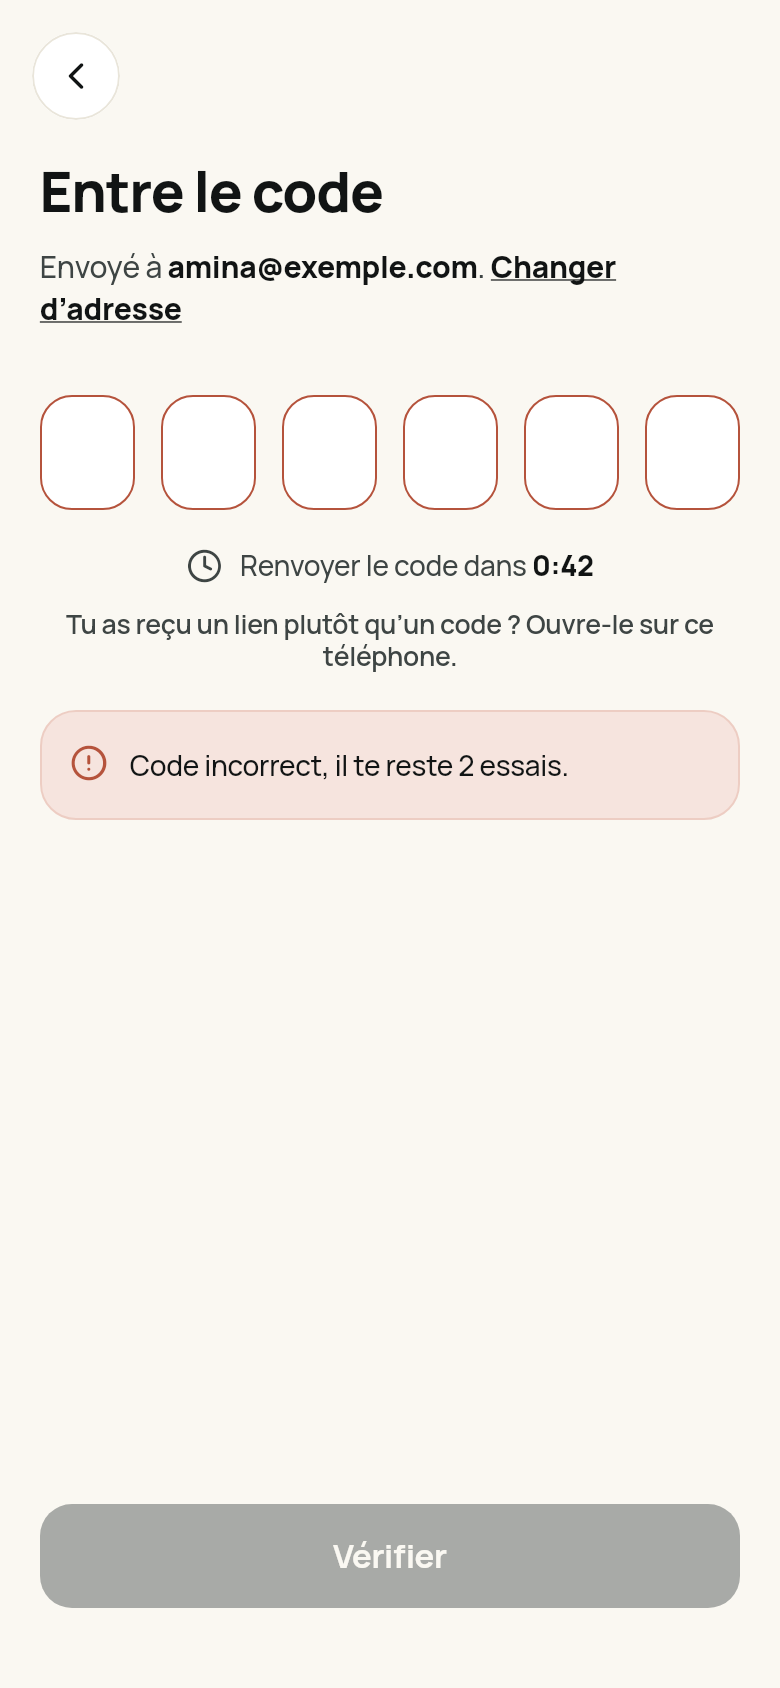 Entre le code
Envoyé à amina@exemple.com. Changer
d’adresse
Renvoyer le code dans 0:42
Tu as reçu un lien plutôt qu’un code ? Ouvre-le sur ce
téléphone.
Code incorrect, il te reste 2 essais.
Vérifier